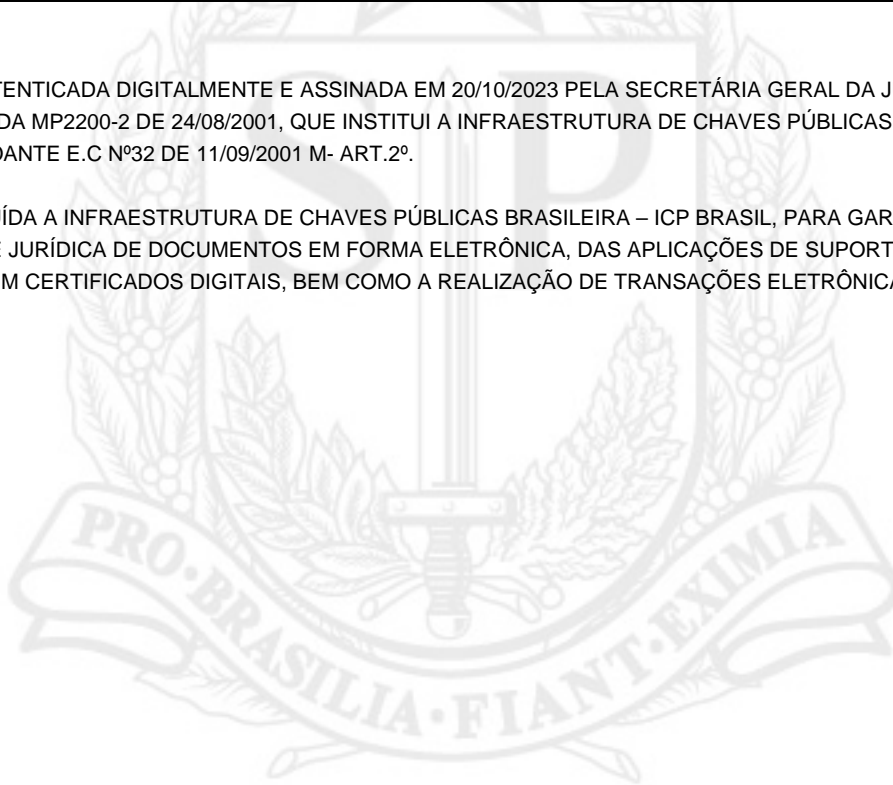 TENTICADA DIGITALMENTE E ASSINADA EM 20/10/2023 PELA SECRETÁRIA GERAL DA J
DA MP2200-2 DE 24/08/2001, QUE INSTITUI A INFRAESTRUTURA DE CHAVES PÚBLICAS
DANTE E.C Nº32 DE 11/09/2001 M- ART.2º.
ÍDA A INFRAESTRUTURA DE CHAVES PÚBLICAS BRASILEIRA – ICP BRASIL, PARA GAR
E JURÍDICA DE DOCUMENTOS EM FORMA ELETRÔNICA, DAS APLICAÇÕES DE SUPORT
M CERTIFICADOS DIGITAIS, BEM COMO A REALIZAÇÃO DE TRANSAÇÕES ELETRÔNICA
SP
PRO·BRASILIA·FIANT·EXIMIA